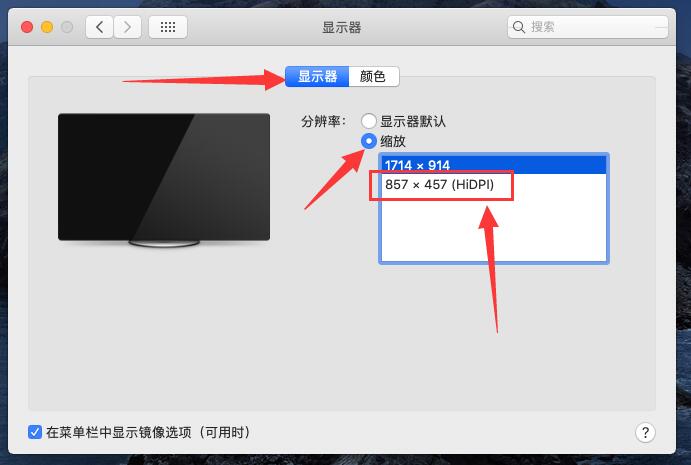 显示器
搜索
显示器 颜色
分辨率： 显示器默认
缩放
1714 × 914
857 × 457 (HiDPI)
在菜单栏中显示镜像选项（可用时）
?